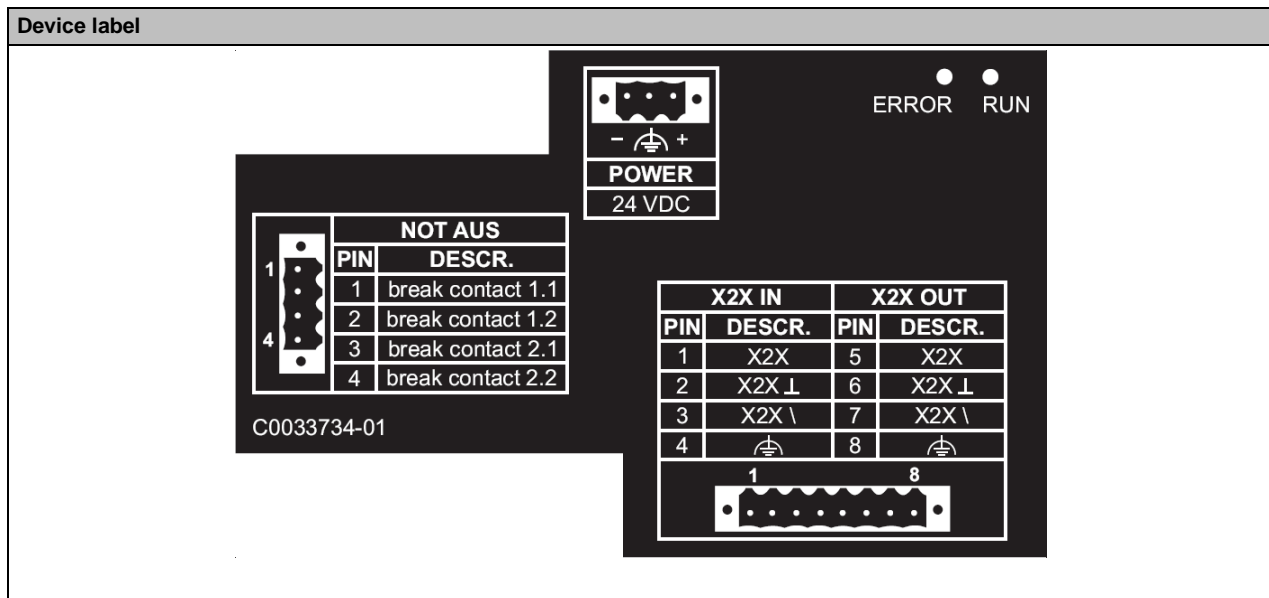 Device label
ERROR RUN
- ⏚ +
POWER
24 VDC
NOT AUS
PIN DESCR.
1
4
1 break contact 1.1
2 break contact 1.2
3 break contact 2.1
4 break contact 2.2
C0033734-01
X2X IN X2X OUT
PIN DESCR. PIN DESCR.
1 X2X 5 X2X
2 X2X ⊥ 6 X2X ⊥
3 X2X \ 7 X2X \
4 ⏚ 8 ⏚
1 8